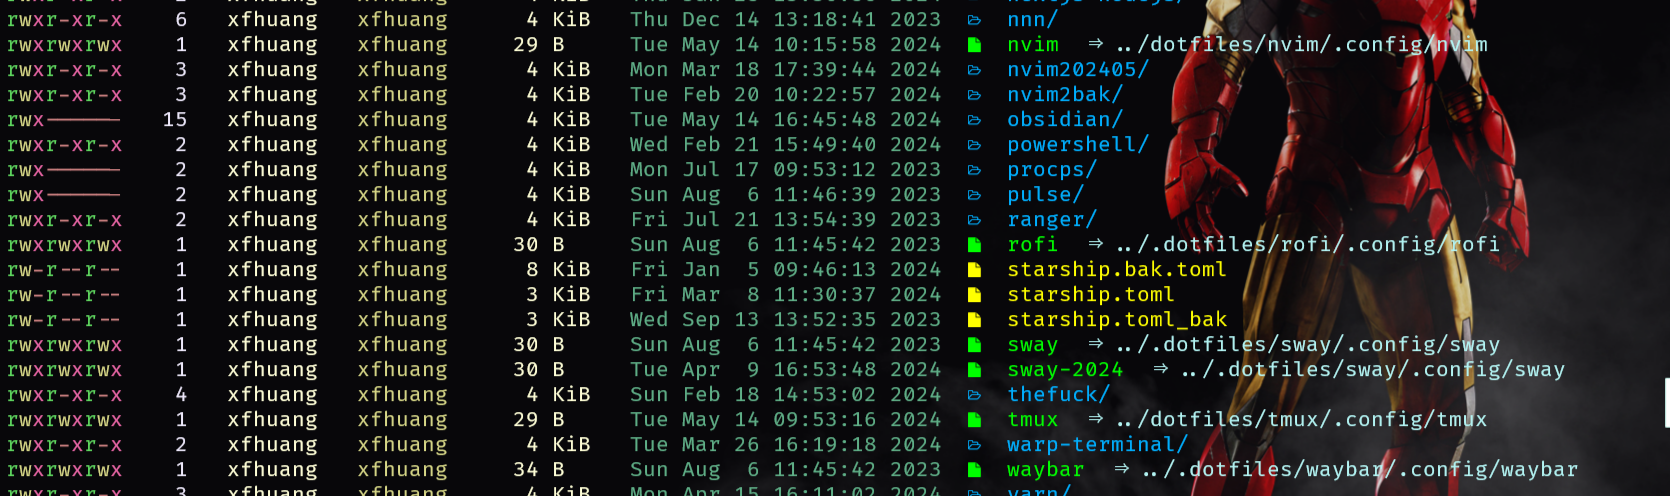 rwxr-xr-x 6 xfhuang xfhuang 4 KiB Thu Dec 14 13:18:41 2023 nnn/
rwxrwxrwx 1 xfhuang xfhuang 29 B Tue May 14 10:15:58 2024 nvim ⇒ ../dotfiles/nvim/.config/nvim
rwxr-xr-x 3 xfhuang xfhuang 4 KiB Mon Mar 18 17:39:44 2024 nvim202405/
rwxr-xr-x 3 xfhuang xfhuang 4 KiB Tue Feb 20 10:22:57 2024 nvim2bak/
rwx------ 15 xfhuang xfhuang 4 KiB Tue May 14 16:45:48 2024 obsidian/
rwxr-xr-x 2 xfhuang xfhuang 4 KiB Wed Feb 21 15:49:40 2024 powershell/
rwx------ 2 xfhuang xfhuang 4 KiB Mon Jul 17 09:53:12 2023 procps/
rwx------ 2 xfhuang xfhuang 4 KiB Sun Aug 6 11:46:39 2023 pulse/
rwxr-xr-x 2 xfhuang xfhuang 4 KiB Fri Jul 21 13:54:39 2023 ranger/
rwxrwxrwx 1 xfhuang xfhuang 30 B Sun Aug 6 11:45:42 2023 rofi ⇒ ../.dotfiles/rofi/.config/rofi
rw-r--r-- 1 xfhuang xfhuang 8 KiB Fri Jan 5 09:46:13 2024 starship.bak.toml
rw-r--r-- 1 xfhuang xfhuang 3 KiB Fri Mar 8 11:30:37 2024 starship.toml
rw-r--r-- 1 xfhuang xfhuang 3 KiB Wed Sep 13 13:52:35 2023 starship.toml_bak
rwxrwxrwx 1 xfhuang xfhuang 30 B Sun Aug 6 11:45:42 2023 sway ⇒ ../.dotfiles/sway/.config/sway
rwxrwxrwx 1 xfhuang xfhuang 30 B Tue Apr 9 16:53:48 2024 sway-2024 ⇒ ../.dotfiles/sway/.config/sway
rwxr-xr-x 4 xfhuang xfhuang 4 KiB Sun Feb 18 14:53:02 2024 thefuck/
rwxrwxrwx 1 xfhuang xfhuang 29 B Tue May 14 09:53:16 2024 tmux ⇒ ../dotfiles/tmux/.config/tmux
rwxr-xr-x 2 xfhuang xfhuang 4 KiB Tue Mar 26 16:19:18 2024 warp-terminal/
rwxrwxrwx 1 xfhuang xfhuang 34 B Sun Aug 6 11:45:42 2023 waybar ⇒ ../.dotfiles/waybar/.config/waybar
rwxr-xr-x 3 xfhuang xfhuang 4 KiB Mon Apr 15 16:11:02 2024 yarn/